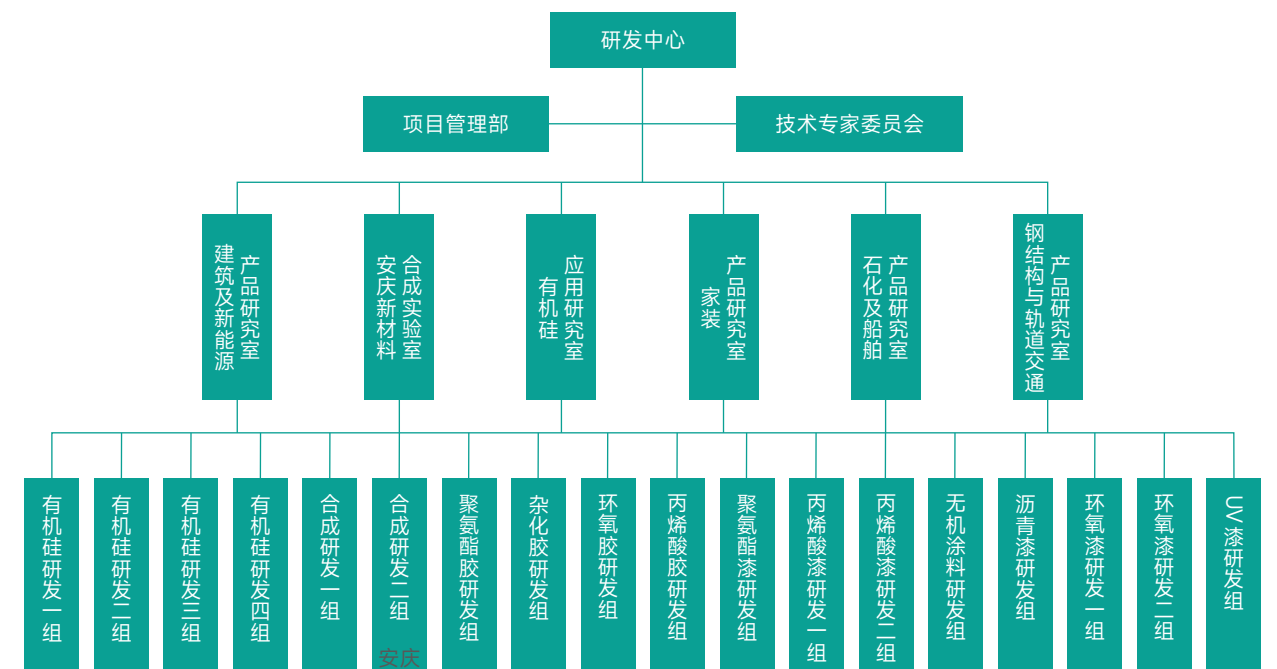 研发中心
项目管理部
技术专家委员会
建筑及新能源
产品研究室
安庆新材料
合成实验室
有机硅
应用研究室
家装
产品研究室
石化及船舶
产品研究室
钢结构与轨道交通
产品研究室
有机硅研发一组
有机硅研发二组
有机硅研发三组
有机硅研发四组
合成研发一组
合成研发二组
聚氨酯胶研发组
杂化胶研发组
环氧胶研发组
丙烯酸胶研发组
聚氨酯漆研发组
丙烯酸漆研发一组
丙烯酸漆研发二组
无机涂料研发组
沥青漆研发组
环氧漆研发一组
环氧漆研发二组
UV 漆研发组
安庆